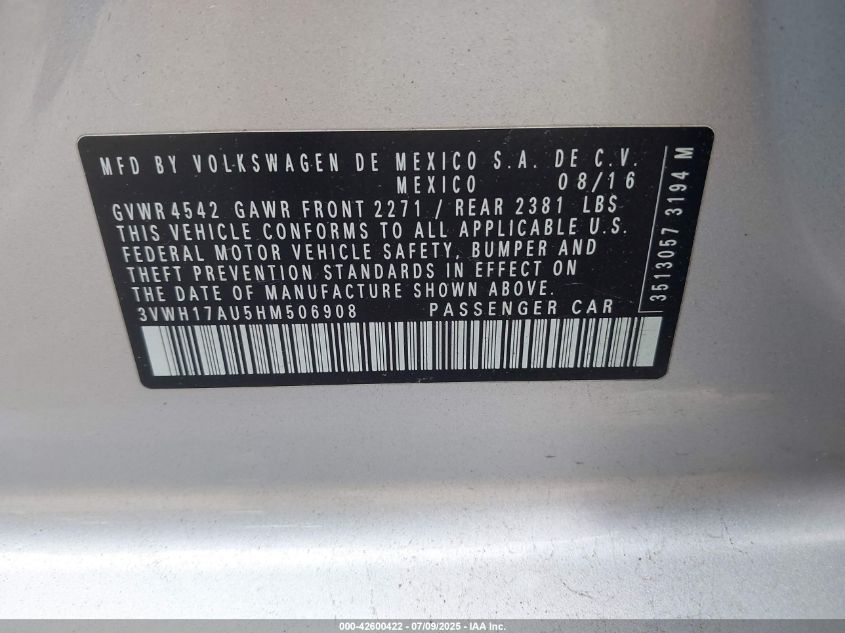 MFD BY VOLKSWAGEN DE MEXICO S.A. DE C.V.
MEXICO 08/16
GVWR 4542 GAWR FRONT 2271 / REAR 2381 LBS
THIS VEHICLE CONFORMS TO ALL APPLICABLE U.S.
FEDERAL MOTOR VEHICLE SAFETY, BUMPER AND
THEFT PREVENTION STANDARDS IN EFFECT ON
THE DATE OF MANUFACTURE SHOWN ABOVE.
3VWH17AU5HM506908 PASSENGER CAR
3513057 3194 M
000-42600422 - 07/09/2025 - IAA Inc.